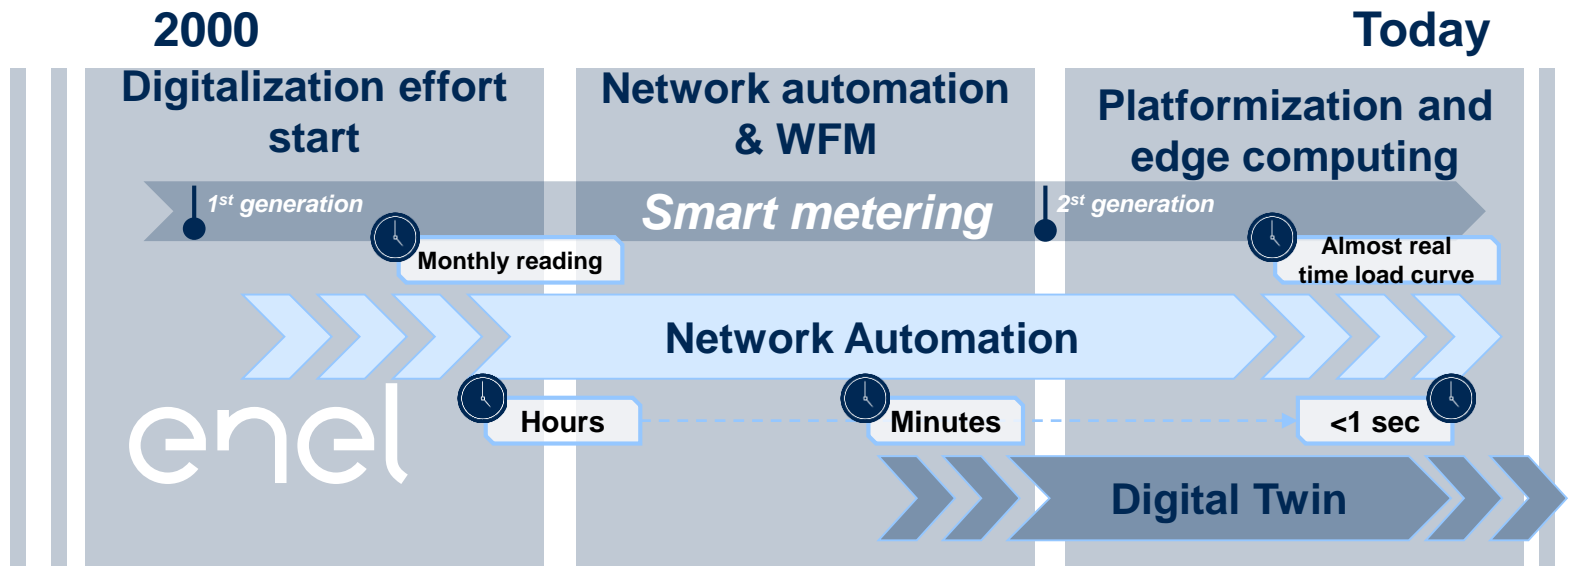 2000
Today
Digitalization effort
start
Network automation
& WFM
Platformization and
edge computing
1st generation
Smart metering
2nd generation
Monthly reading
Almost real
time load curve
Network Automation
enel
Hours
Minutes
<1 sec
Digital Twin